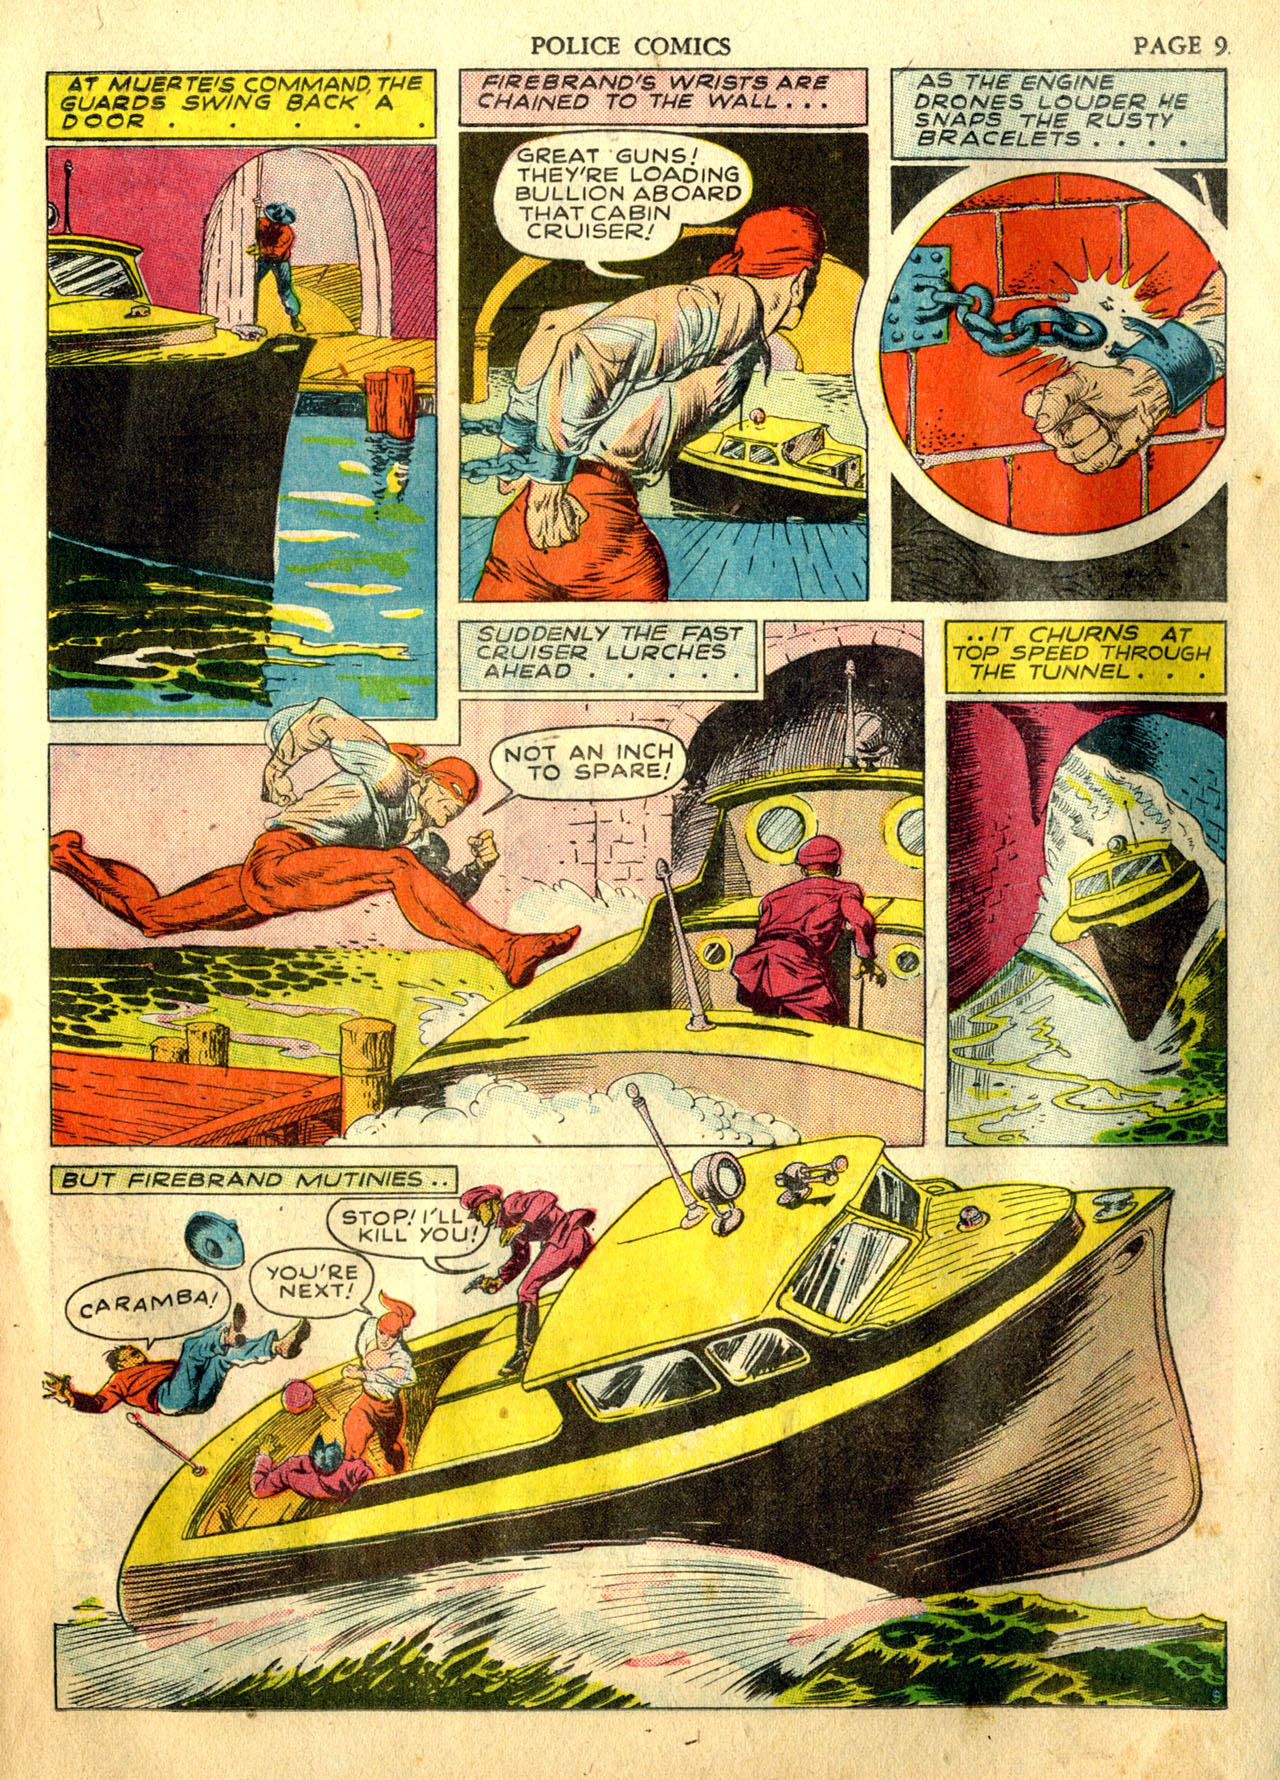 POLICE COMICS
PAGE 9.
AT MUERTE'S COMMAND, THE
GUARDS SWING BACK A
DOOR . . . . .
FIREBRAND'S WRISTS ARE
CHAINED TO THE WALL...
GREAT GUNS!
THEY'RE LOADING
BULLION ABOARD
THAT CABIN
CRUISER!
AS THE ENGINE
DRONES LOUDER HE
SNAPS THE RUSTY
BRACELETS . . . .
SUDDENLY THE FAST
CRUISER LURCHES
AHEAD . . . . .
NOT AN INCH
TO SPARE!
..IT CHURNS AT
TOP SPEED THROUGH
THE TUNNEL. . .
BUT FIREBRAND MUTINIES..
STOP! I'LL
KILL YOU!
YOU'RE
NEXT!
CARAMBA!